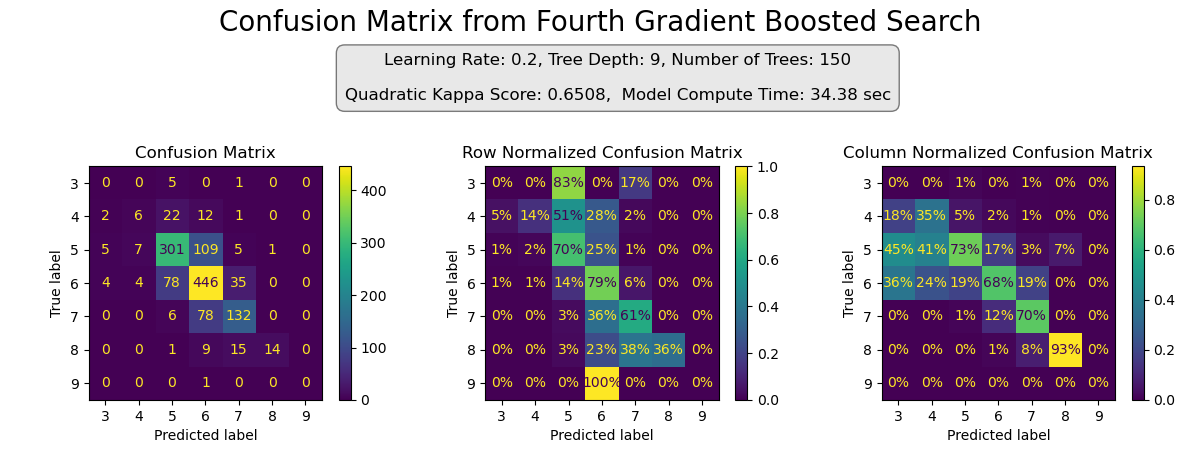 Confusion Matrix from Fourth Gradient Boosted Search
Learning Rate: 0.2, Tree Depth: 9, Number of Trees: 150
Quadratic Kappa Score: 0.6508,  Model Compute Time: 34.38 sec
Confusion Matrix
3 0 0 5 0 1 0 0
4 2 6 22 12 1 0 0
5 5 7 301 109 5 1 0
6 4 4 78 446 35 0 0
7 0 0 6 78 132 0 0
8 0 0 1 9 15 14 0
9 0 0 0 1 0 0 0
3 4 5 6 7 8 9
True label
Predicted label
400
300
200
100
0
Row Normalized Confusion Matrix
3 0% 0% 83% 0% 17% 0% 0%
4 5% 14% 51% 28% 2% 0% 0%
5 1% 2% 70% 25% 1% 0% 0%
6 1% 1% 14% 79% 6% 0% 0%
7 0% 0% 3% 36% 61% 0% 0%
8 0% 0% 3% 23% 38% 36% 0%
9 0% 0% 0% 100% 0% 0% 0%
3 4 5 6 7 8 9
True label
Predicted label
1.0
0.8
0.6
0.4
0.2
0.0
Column Normalized Confusion Matrix
3 0% 0% 1% 0% 1% 0% 0%
4 18% 35% 5% 2% 1% 0% 0%
5 45% 41% 73% 17% 3% 7% 0%
6 36% 24% 19% 68% 19% 0% 0%
7 0% 0% 1% 12% 70% 0% 0%
8 0% 0% 0% 1% 8% 93% 0%
9 0% 0% 0% 0% 0% 0% 0%
3 4 5 6 7 8 9
True label
Predicted label
0.8
0.6
0.4
0.2
0.0